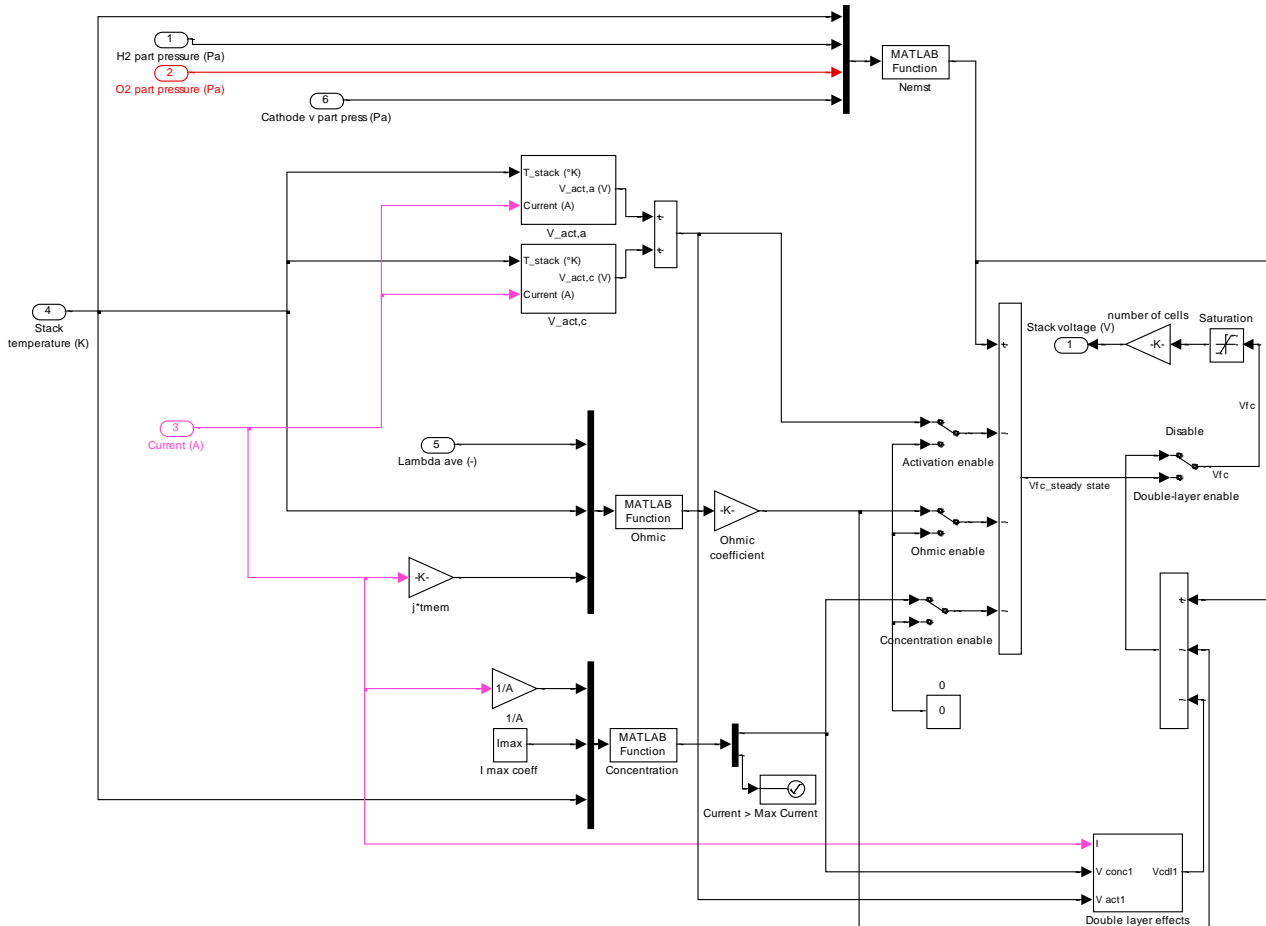 1
H2 part pressure (Pa)
2
O2 part pressure (Pa)
6
Cathode v part press (Pa)
MATLAB
Function
Nernst
T_stack (°K)
V_act,a (V)
Current (A)
V_act,a
T_stack (°K)
V_act,c (V)
Current (A)
V_act,c
+
+
4
Stack
temperature (K)
3
Current (A)
5
Lambda ave (-)
MATLAB
Function
Ohmic
-K-
Ohmic
coefficient
-K-
j*tmem
1/A
1/A
Imax
I max coeff
MATLAB
Function
Concentration
Current > Max Current
Activation enable
Ohmic enable
Concentration enable
0
0
+
−
−
−
Vfc_steady state
number of cells
Saturation
Stack voltage (V)
1
-K-
Vfc
Disable
Vfc
Double-layer enable
+
−
−
I
V conc1
Vcdl1
V act1
Double layer effects